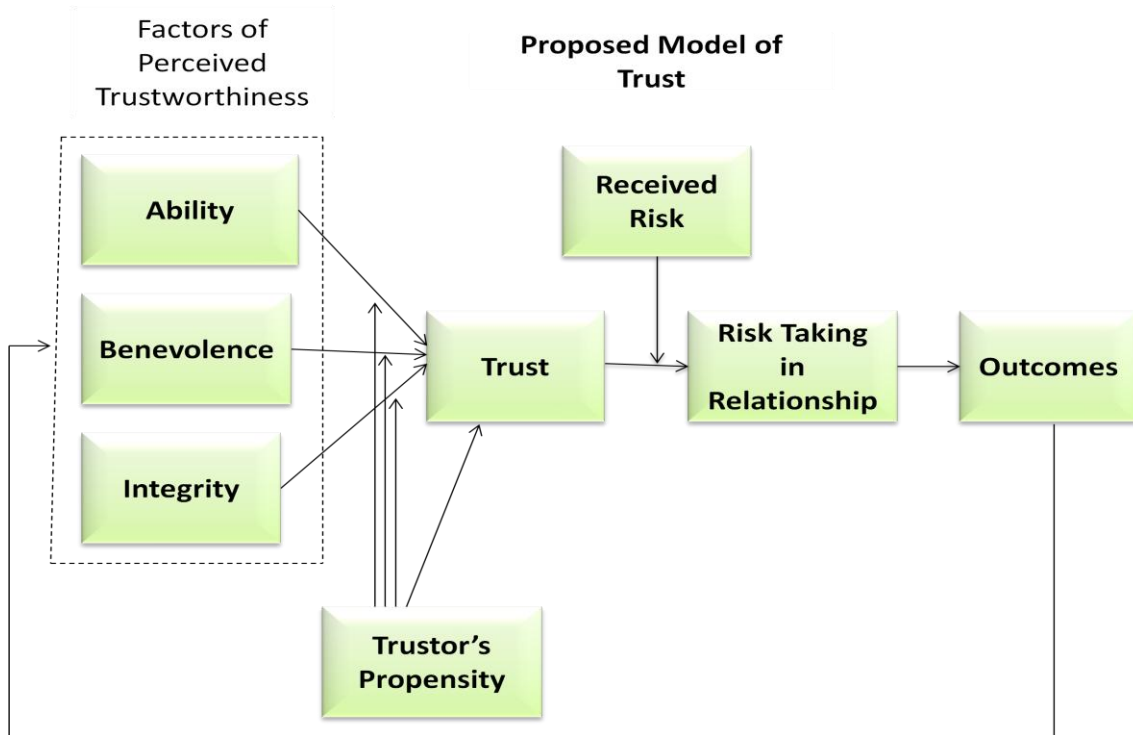 Factors of
Perceived
Trustworthiness
Proposed Model of
Trust
Ability
Benevolence
Integrity
Received
Risk
Trust
Risk Taking
in
Relationship
Outcomes
Trustor’s
Propensity